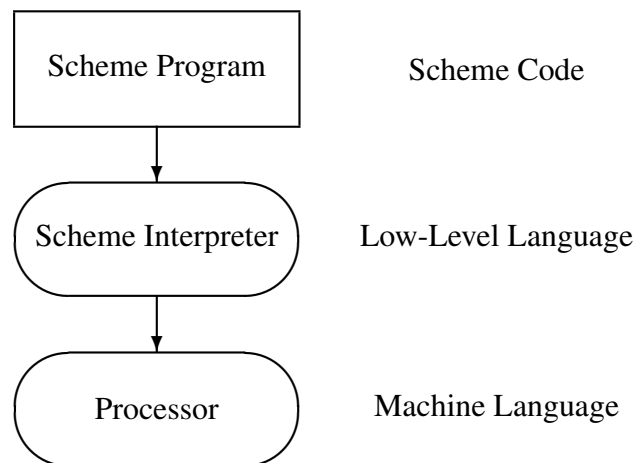 Scheme Program
Scheme Code
Scheme Interpreter
Low-Level Language
Processor
Machine Language